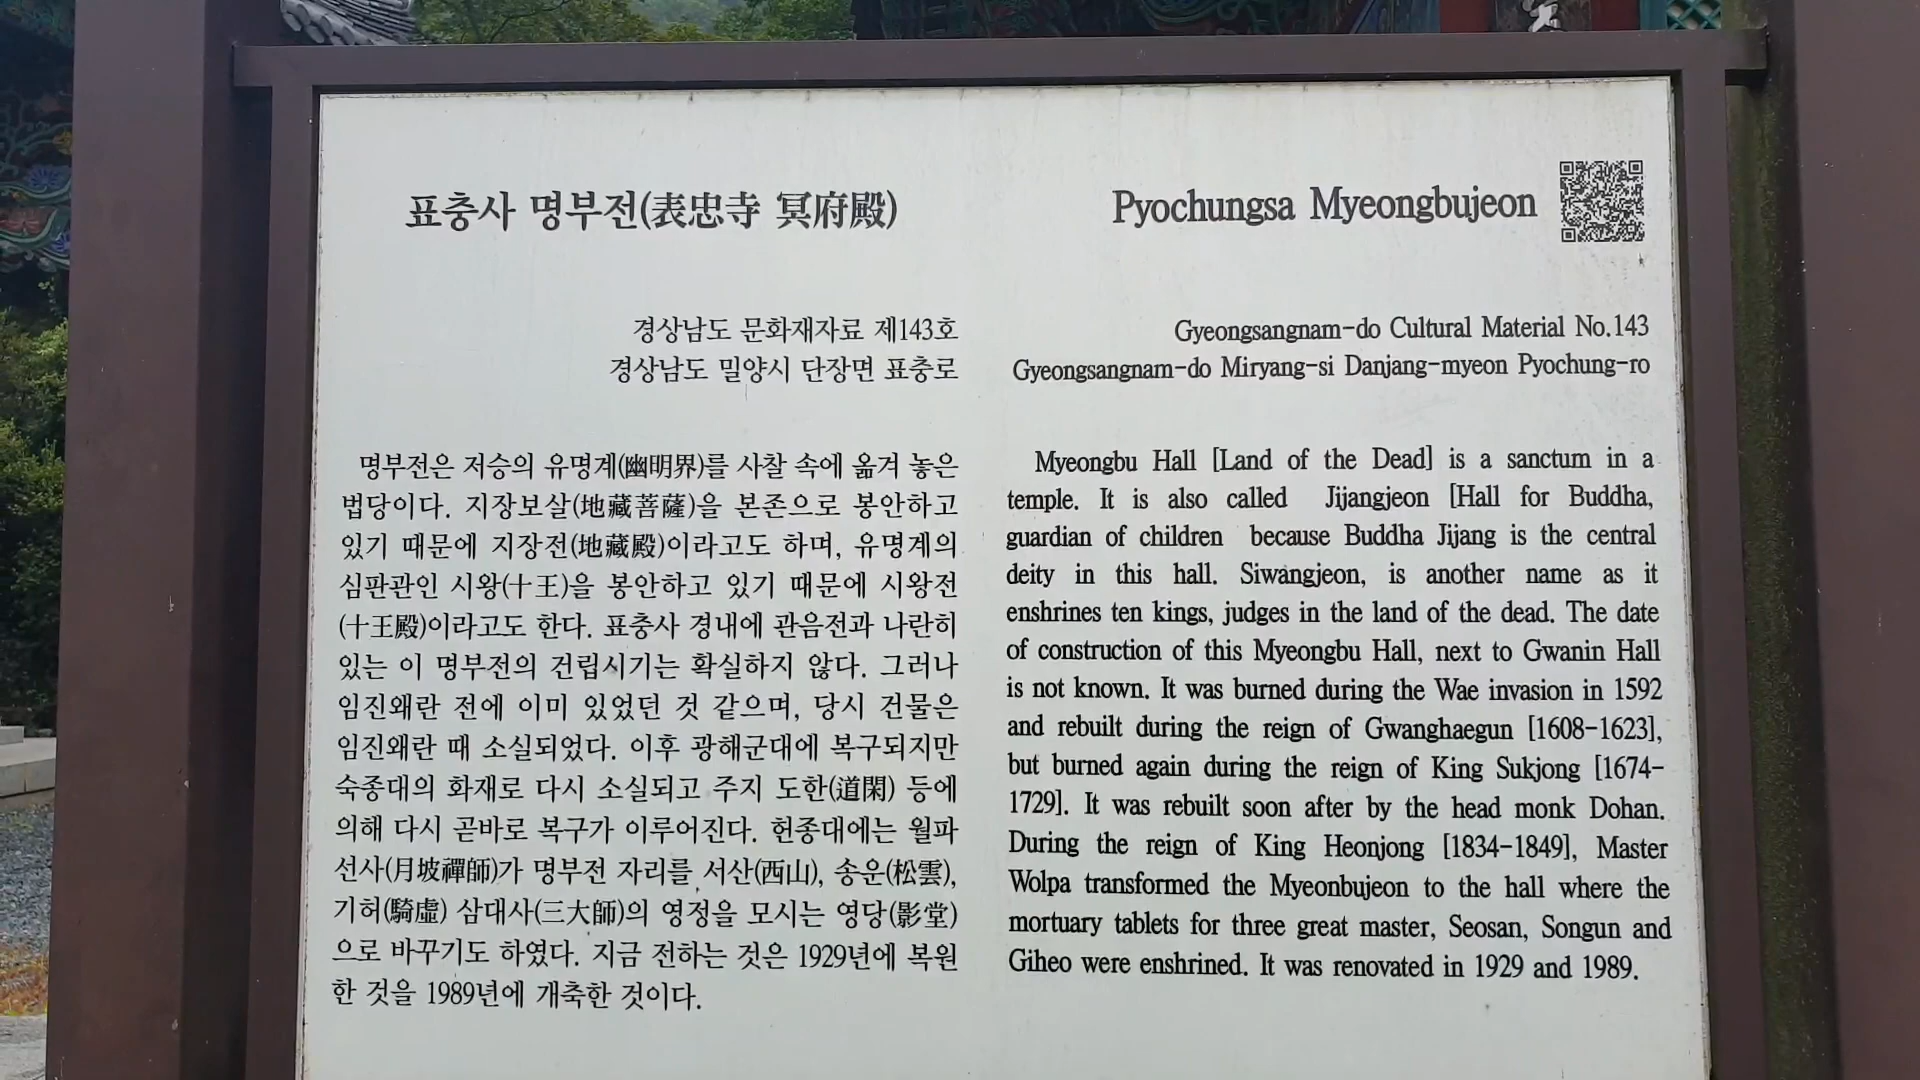 표충사 명부전(表忠寺 冥府殿)
경상남도 문화재자료 제143호
경상남도 밀양시 단장면 표충로
명부전은 저승의 유명계(幽明界)를 사찰 속에 옮겨 놓은
법당이다. 지장보살(地藏菩薩)을 본존으로 봉안하고
있기 때문에 지장전(地藏殿)이라고도 하며, 유명계의
심판관인 시왕(十王)을 봉안하고 있기 때문에 시왕전
(十王殿)이라고도 한다. 표충사 경내에 관음전과 나란히
있는 이 명부전의 건립시기는 확실하지 않다. 그러나
임진왜란 전에 이미 있었던 것 같으며, 당시 건물은
임진왜란 때 소실되었다. 이후 광해군대에 복구되지만
숙종대의 화재로 다시 소실되고 주지 도한(道閑) 등에
의해 다시 곧바로 복구가 이루어진다. 헌종대에는 월파
선사(月坡禪師)가 명부전 자리를 서산(西山), 송운(松雲),
기허(騎虛) 삼대사(三大師)의 영정을 모시는 영당(影堂)
으로 바꾸기도 하였다. 지금 전하는 것은 1929년에 복원
한 것을 1989년에 개축한 것이다.
Pyochungsa Myeongbujeon
Gyeongsangnam-do Cultural Material No.143
Gyeongsangnam-do Miryang-si Danjang-myeon Pyochung-ro
Myeongbu Hall [Land of the Dead] is a sanctum in a
temple. It is also called Jijangjeon [Hall for Buddha,
guardian of children because Buddha Jijang is the central
deity in this hall. Siwangjeon, is another name as it
enshrines ten kings, judges in the land of the dead. The date
of construction of this Myeongbu Hall, next to Gwanin Hall
is not known. It was burned during the Wae invasion in 1592
and rebuilt during the reign of Gwanghaegun [1608-1623],
but burned again during the reign of King Sukjong [1674-
1729]. It was rebuilt soon after by the head monk Dohan.
During the reign of King Heonjong [1834-1849], Master
Wolpa transformed the Myeonbujeon to the hall where the
mortuary tablets for three great master, Seosan, Songun and
Giheo were enshrined. It was renovated in 1929 and 1989.